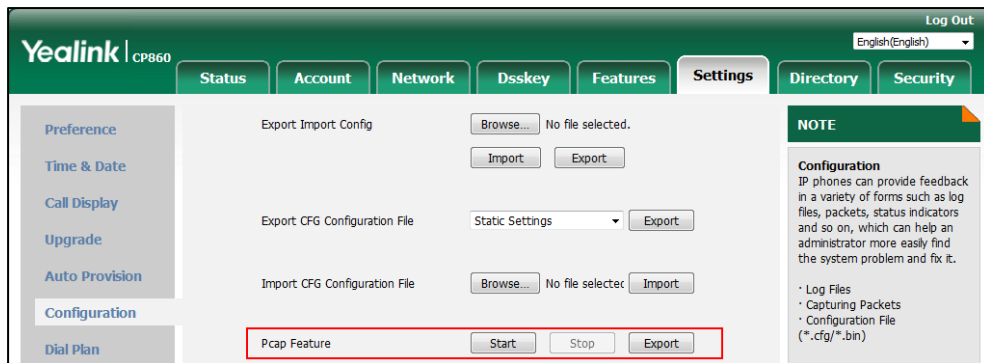 Log Out
Yealink | CP860
English(English)
Status Account Network Dsskey Features Settings Directory Security
Preference
Time & Date
Call Display
Upgrade
Auto Provision
Configuration
Dial Plan
Export Import Config Browse... No file selected.
Import Export
Export CFG Configuration File Static Settings Export
Import CFG Configuration File Browse... No file selectec Import
Pcap Feature Start Stop Export
NOTE
Configuration
IP phones can provide feedback
in a variety of forms such as log
files, packets, status indicators
and so on, which can help an
administrator more easily find
the system problem and fix it.
· Log Files
· Capturing Packets
· Configuration File
(*.cfg/*.bin)